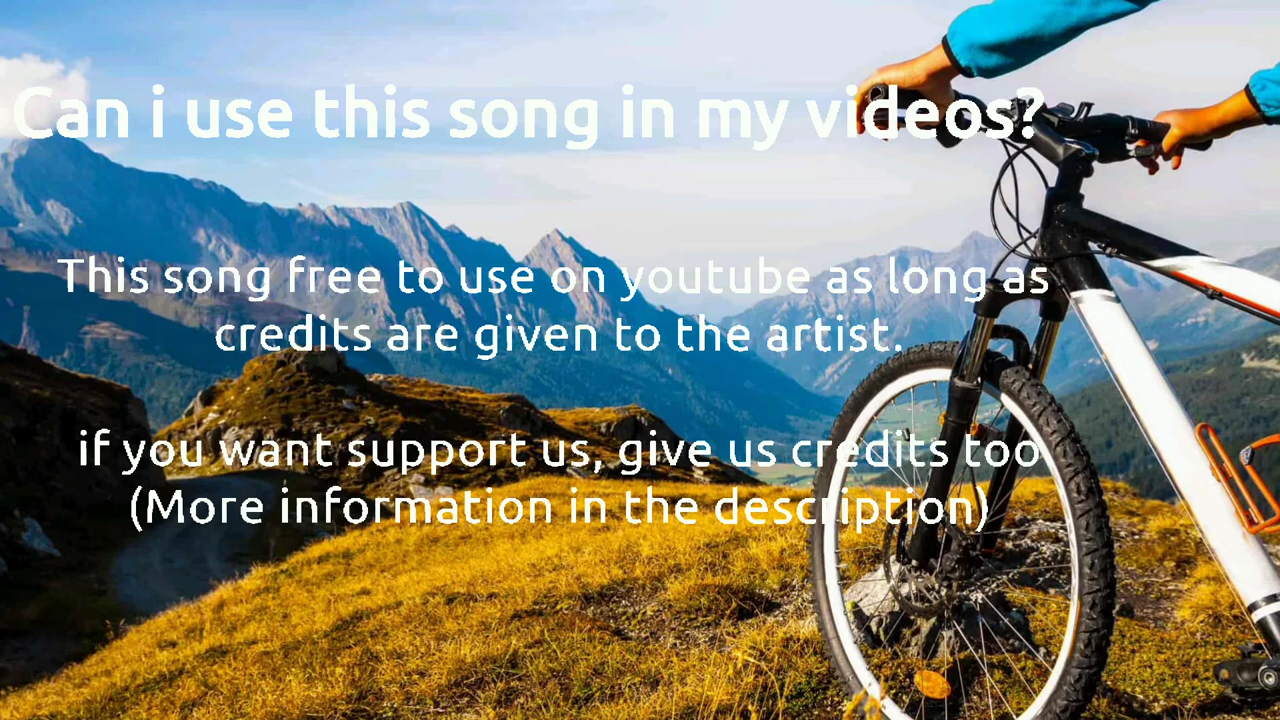 Can i use this song in my videos?
This song free to use on youtube as long as
credits are given to the artist.
if you want support us, give us credits too
(More information in the description)